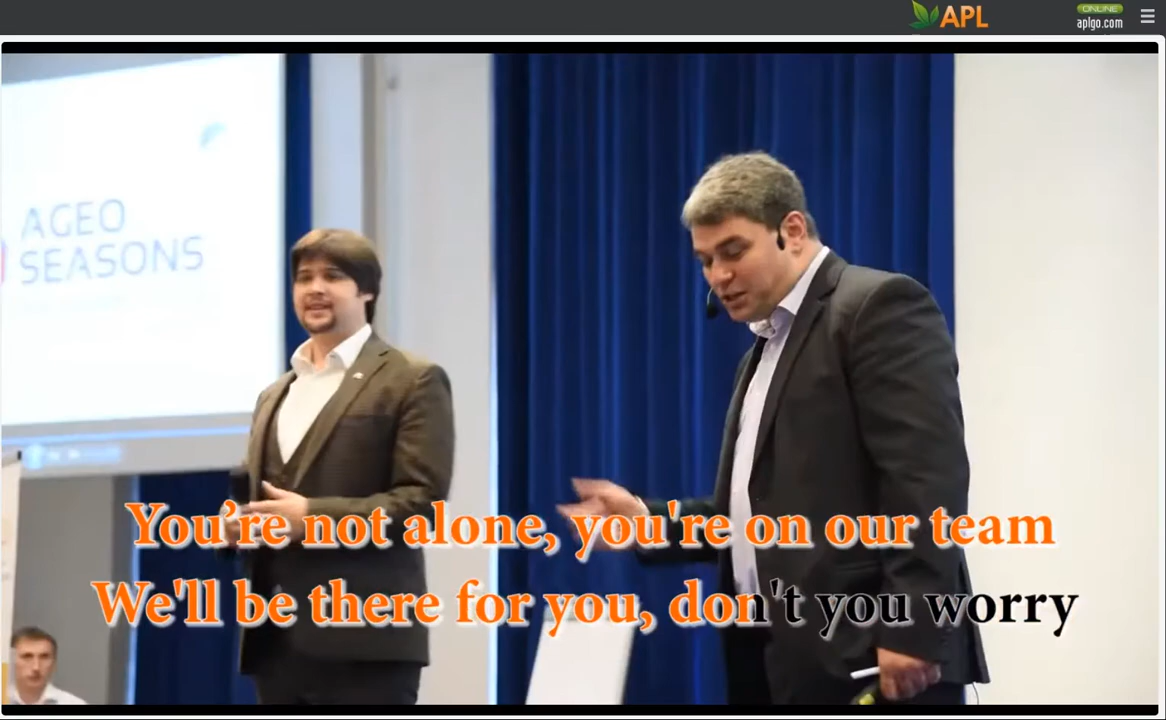 APL
ONLINE
aplgo.com
AGEO
SEASONS
You’re not alone, you're on our team
We'll be there for you, don't you worry